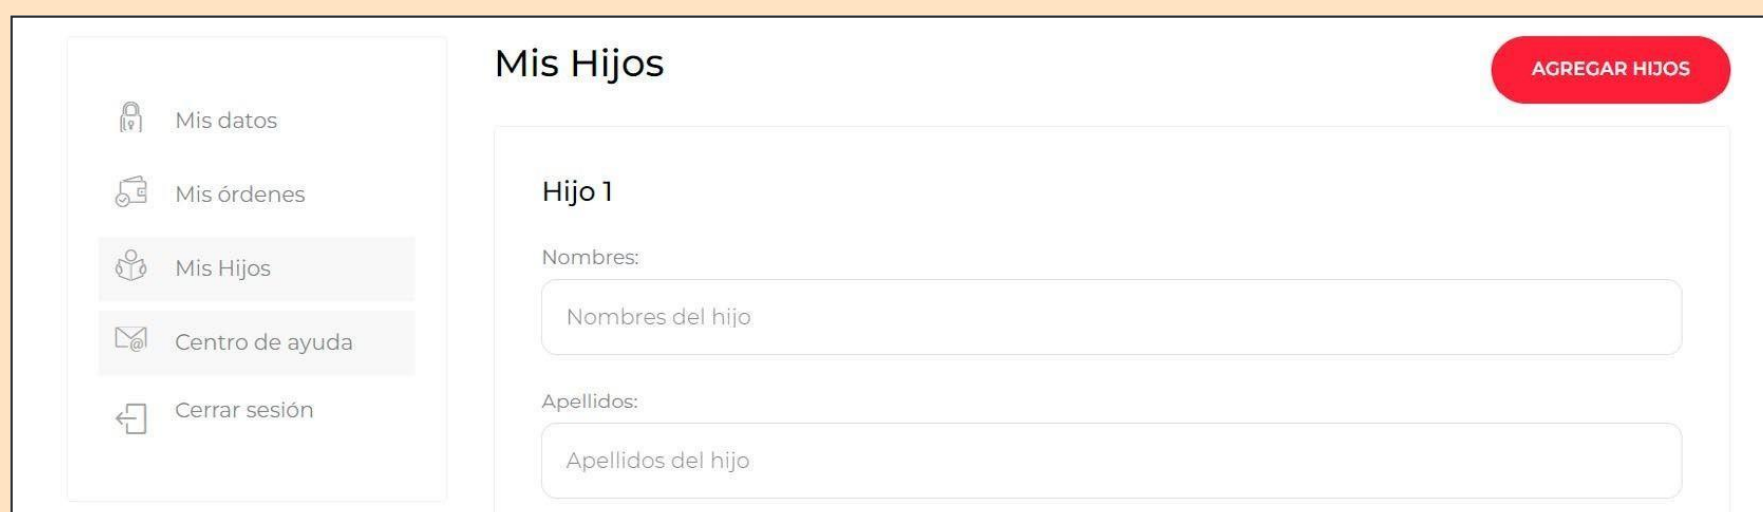 Mis datos
Mis órdenes
Mis Hijos
Centro de ayuda
Cerrar sesión
Mis Hijos
AGREGAR HIJOS
Hijo 1
Nombres:
Nombres del hijo
Apellidos:
Apellidos del hijo